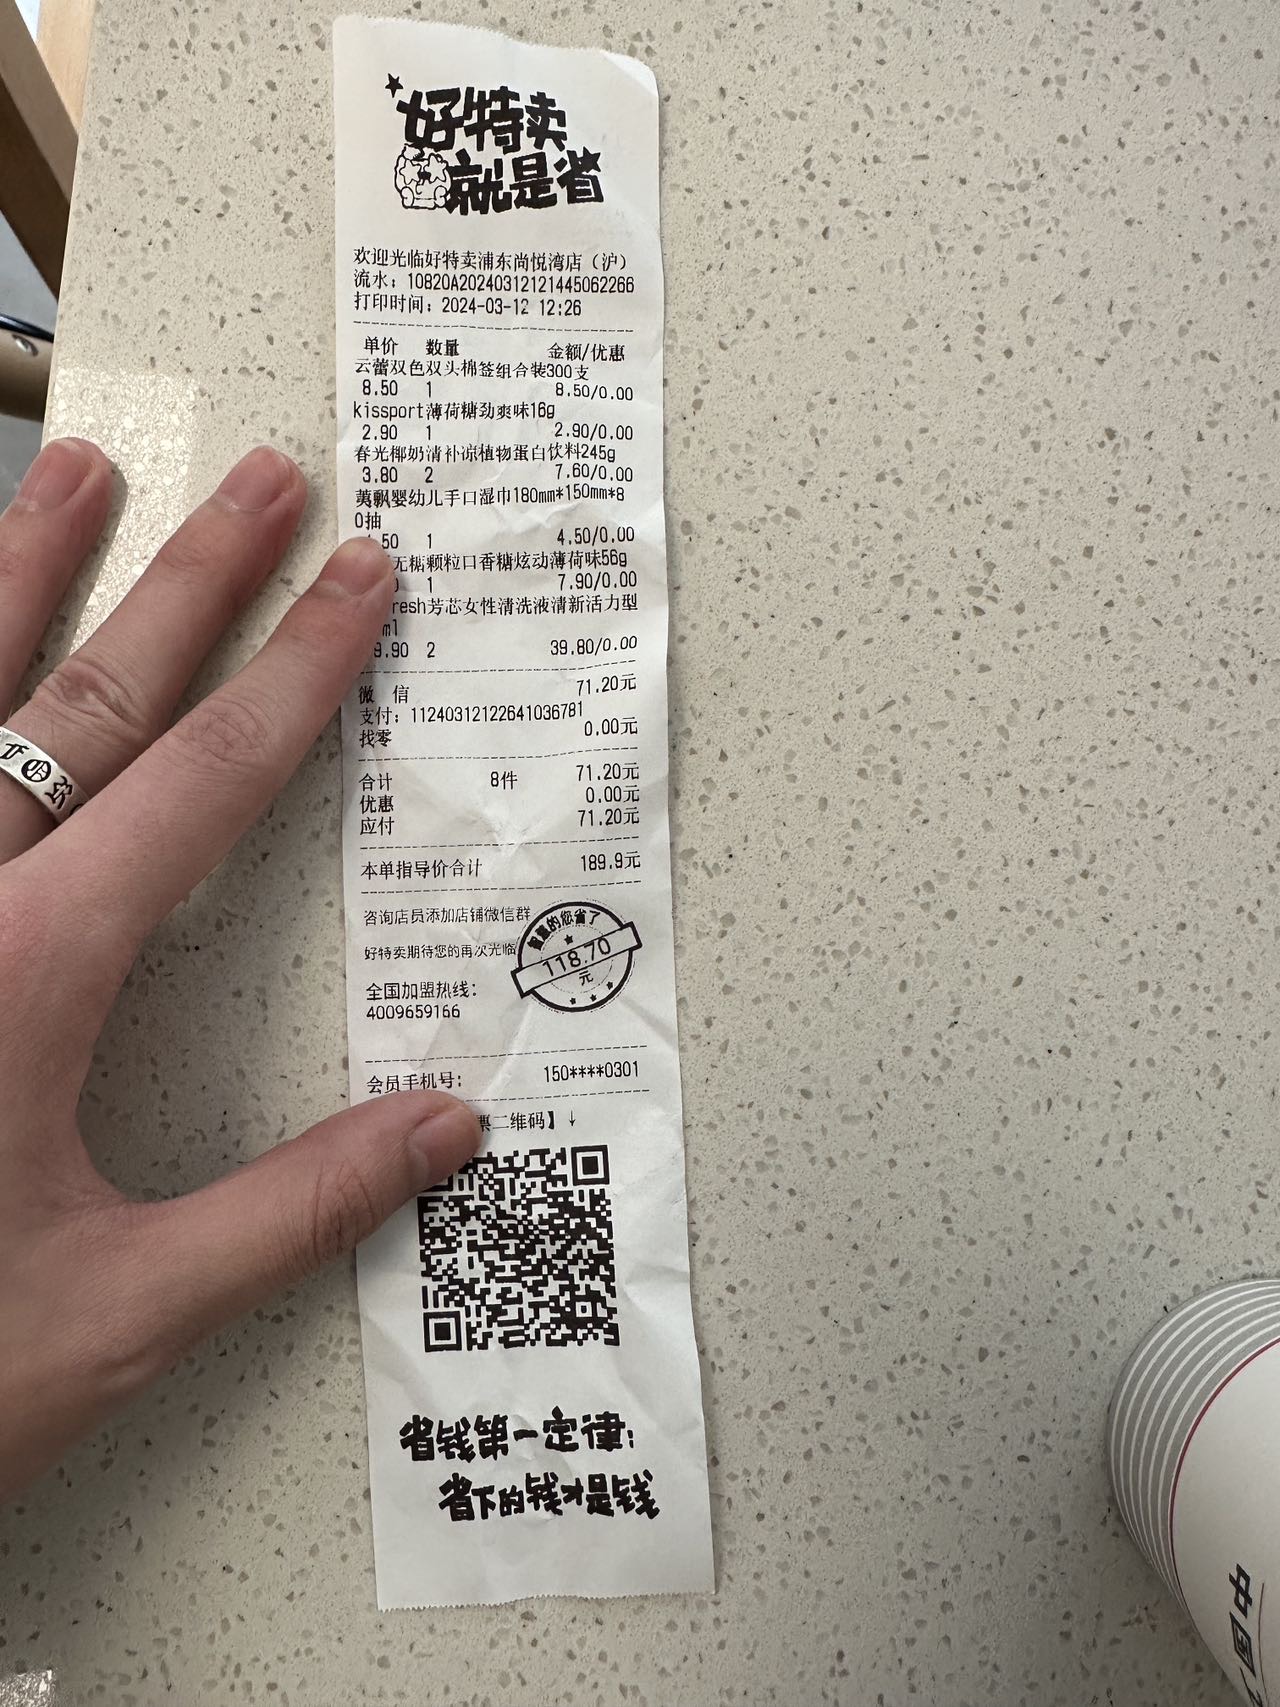 好特卖
就是省
欢迎光临好特卖浦东尚悦湾店（沪）
流水：10820A20240312121445062266
打印时间：2024-03-12 12:26
单价 数量 金额/优惠
云蕾双色双头棉签组合装300支
8.50 1 8.50/0.00
kissport薄荷糖劲爽味16g
2.90 1 2.90/0.00
春光椰奶清补凉植物蛋白饮料245g
3.80 2 7.60/0.00
萸飘婴幼儿手口湿巾180mm*150mm*8
0抽
.50 1 4.50/0.00
无糖颗粒口香糖炫动薄荷味56g
0 1 7.90/0.00
resh芳芯女性清洗液清新活力型
ml
9.90 2 39.80/0.00
微 信 71.20元
支付：11240312122641036781
找零 0.00元
合计 8件 71.20元
优惠 0.00元
应付 71.20元
本单指导价合计 189.9元
咨询店员添加店铺微信群
好特卖期待您的再次光临
智慧的您省了
118.70
元
全国加盟热线：
4009659166
会员手机号： 150****0301
票二维码】↓
省钱第一定律：
省下的钱才是钱
中国